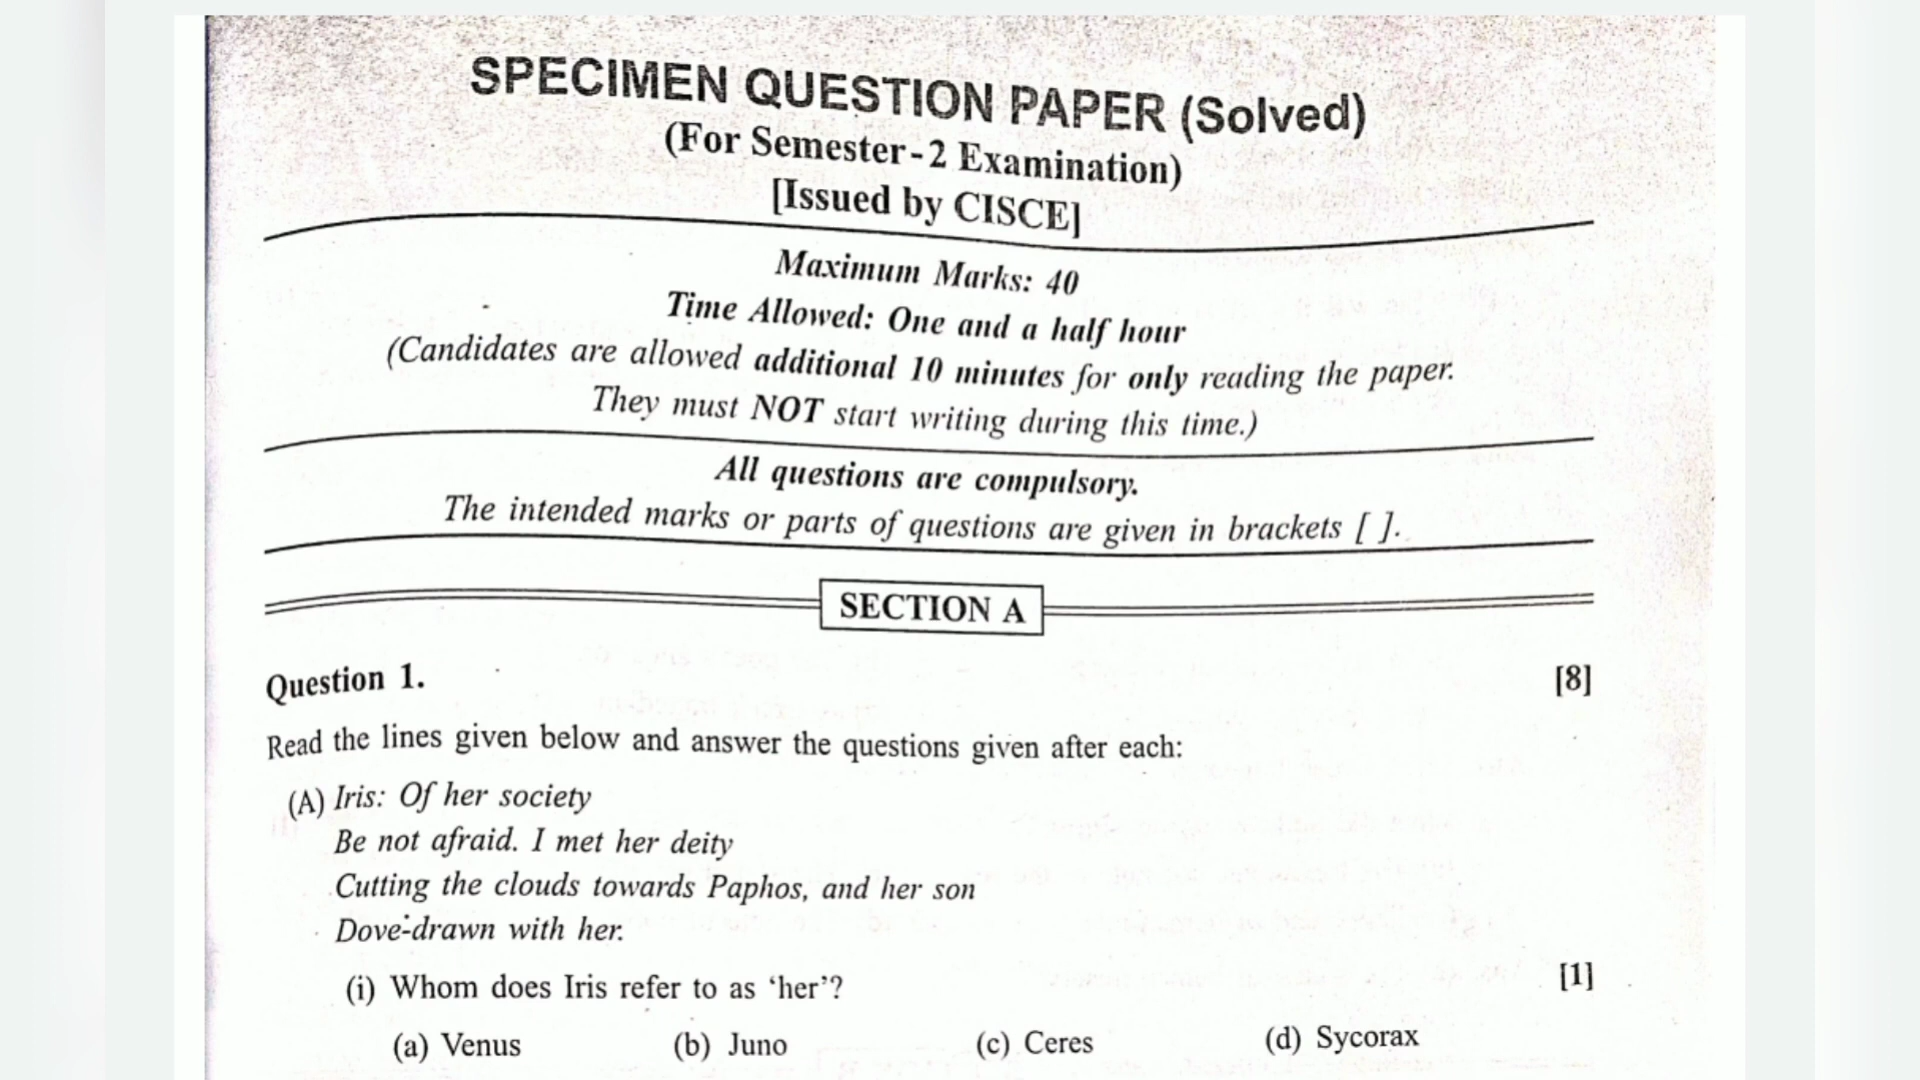 SPECIMEN QUESTION PAPER (Solved)
(For Semester-2 Examination)
[Issued by CISCE]
Maximum Marks: 40
Time Allowed: One and a half hour
(Candidates are allowed additional 10 minutes for only reading the paper.
They must NOT start writing during this time.)
All questions are compulsory.
The intended marks or parts of questions are given in brackets [ ].
SECTION A
Question 1. [8]
Read the lines given below and answer the questions given after each:
(A) Iris: Of her society
Be not afraid. I met her deity
Cutting the clouds towards Paphos, and her son
Dove-drawn with her.
(i) Whom does Iris refer to as ‘her’? [1]
(a) Venus (b) Juno (c) Ceres (d) Sycorax